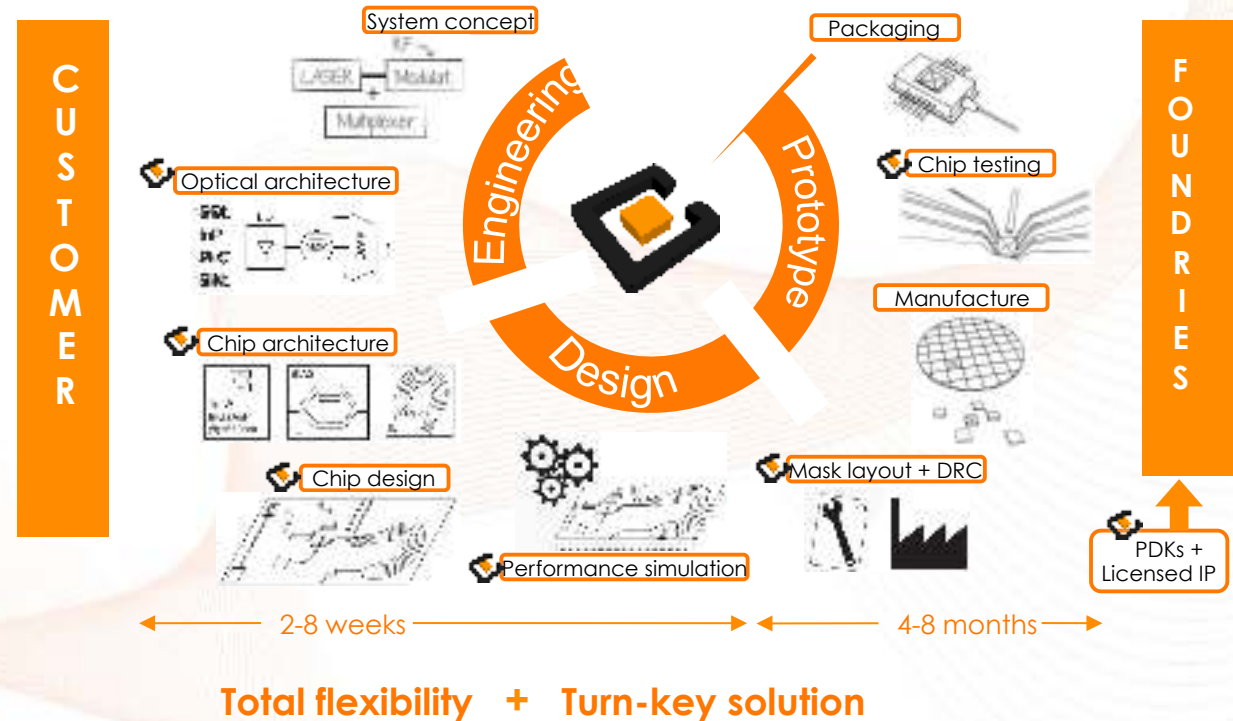 CUSTOMER
System concept
RF
LASER
Modulat.
+
Multiplexer
Optical architecture
InP
Chip architecture
Chip design
Performance simulation
Engineering
Design
Prototype
Packaging
Chip testing
Manufacture
Mask layout + DRC
FOUNDRIES
PDKs +
Licensed IP
2-8 weeks
4-8 months
Total flexibility + Turn-key solution